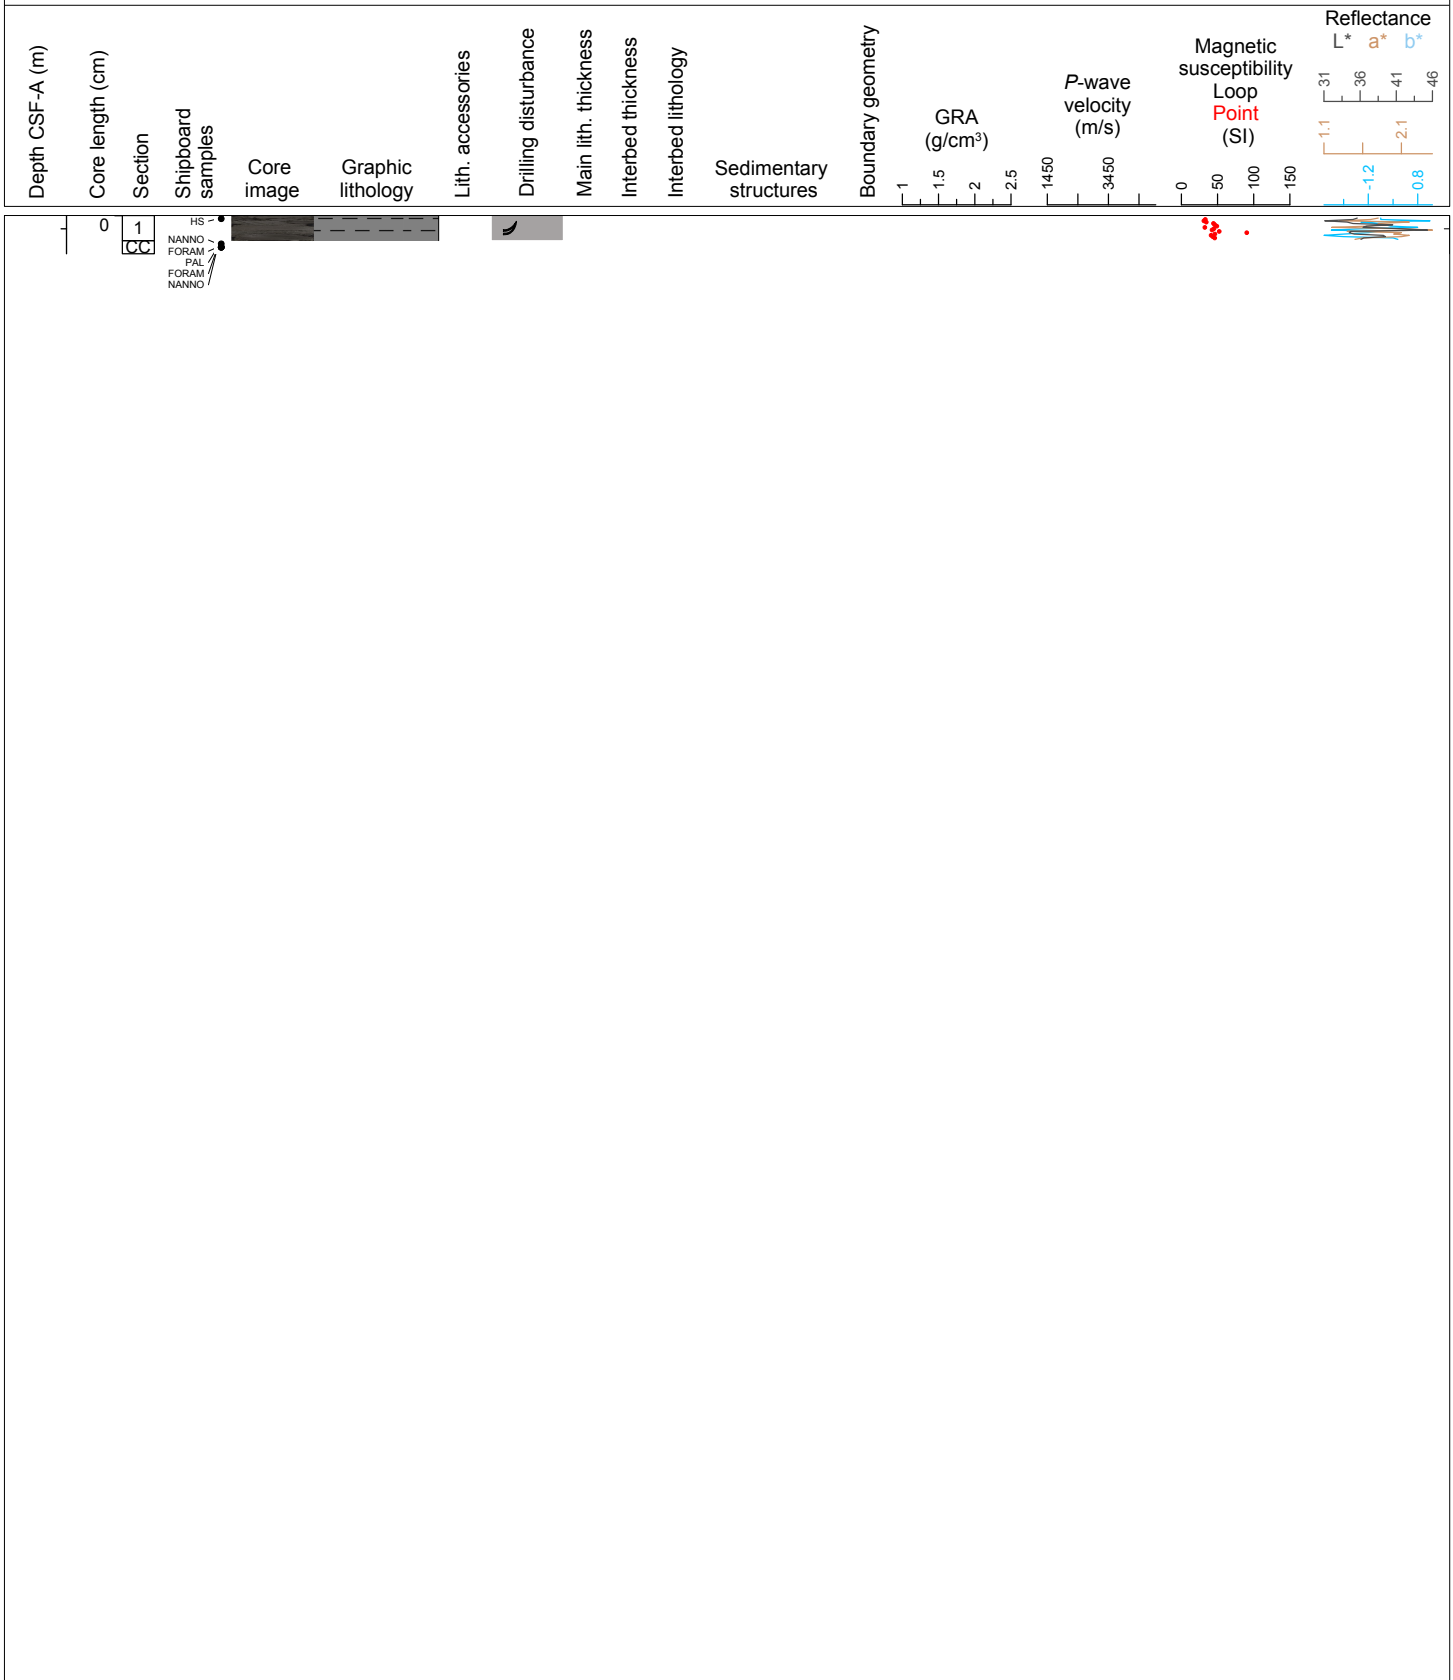 Depth CSF-A (m)
Core length (cm)
Section
Shipboard
samples
Core
image
Graphic
lithology
Lith. accessories
Drilling disturbance
Main lith. thickness
Interbed thickness
Interbed lithology
Sedimentary
structures
Boundary geometry
GRA
(g/cm³)
1 1.5 2 2.5
P-wave
velocity
(m/s)
1450 3450
Magnetic
susceptibility
Loop
Point
(SI)
0 50 100 150
Reflectance
L* a* b*
31 36 41 46
1.1 2.1
-1.2 0.8
0
1
CC
HS
NANNO
FORAM
PAL
FORAM
NANNO